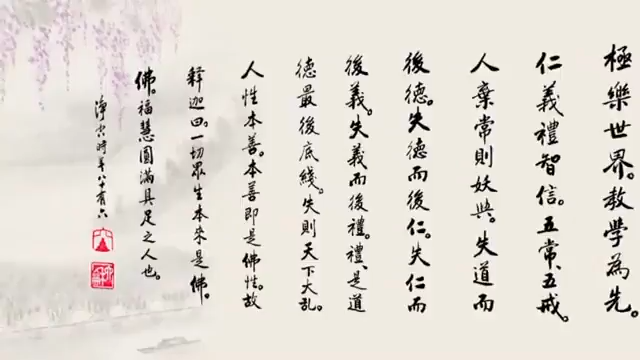 極樂世界。教學為先。
仁義禮智信。五常、五戒。
人棄常則妖興。失道而
後德。失德而後仁。失仁而
後義。失義而後禮。禮、是道
德最後底綫。失則天下大亂。
人性本善。本善即是佛性。故
釋迦曰。一切眾生本來是佛。
佛。福慧圓滿具足之人也。
淨空時年八十有六